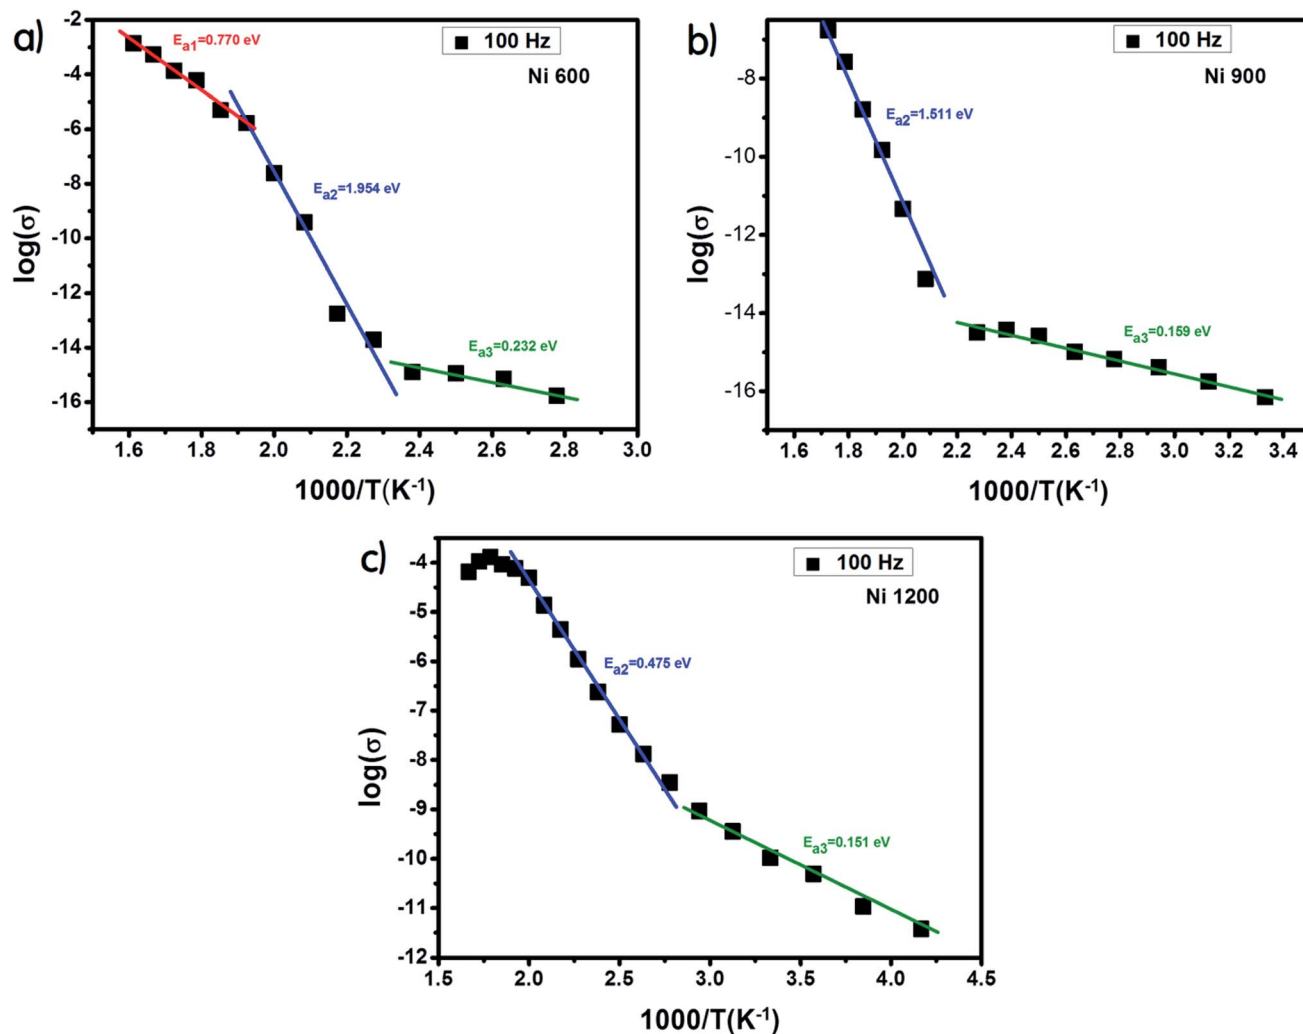 a)
-2
-4
-6
-8
-10
-12
-14
-16
log(σ)
Ea1=0.770 eV
100 Hz
Ni 600
Ea2=1.954 eV
Ea3=0.232 eV
1.6 1.8 2.0 2.2 2.4 2.6 2.8 3.0
1000/T(K-1)
b)
-8
-10
-12
-14
-16
log(σ)
100 Hz
Ni 900
Ea2=1.511 eV
Ea3=0.159 eV
1.6 1.8 2.0 2.2 2.4 2.6 2.8 3.0 3.2 3.4
1000/T(K-1)
c)
-4
-5
-6
-7
-8
-9
-10
-11
-12
log(σ)
100 Hz
Ni 1200
Ea2=0.475 eV
Ea3=0.151 eV
1.5 2.0 2.5 3.0 3.5 4.0 4.5
1000/T(K-1)